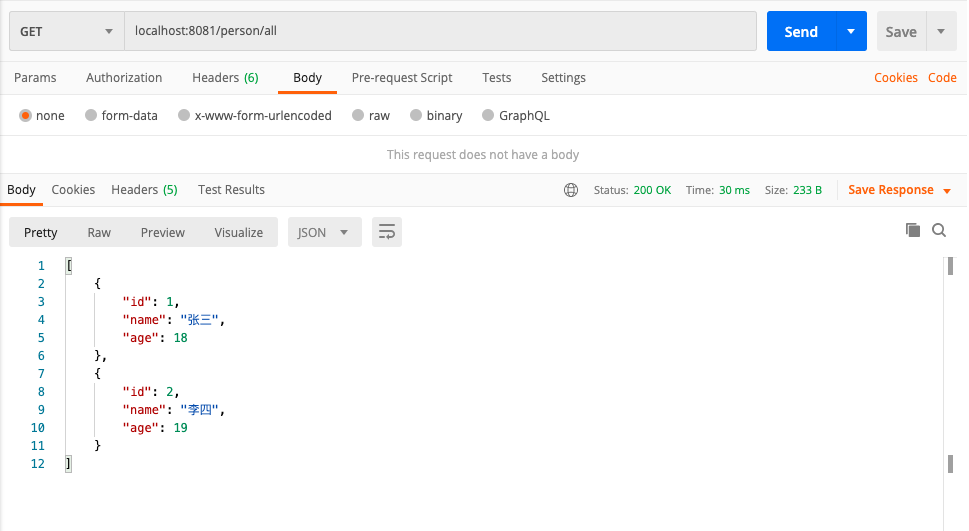 GET localhost:8081/person/all Send Save
Params Authorization Headers (6) Body Pre-request Script Tests Settings Cookies Code
none form-data x-www-form-urlencoded raw binary GraphQL
This request does not have a body
Body Cookies Headers (5) Test Results Status: 200 OK Time: 30 ms Size: 233 B Save Response
Pretty Raw Preview Visualize JSON
1 [
2 {
3 "id": 1,
4 "name": "张三",
5 "age": 18
6 },
7 {
8 "id": 2,
9 "name": "李四",
10 "age": 19
11 }
12 ]